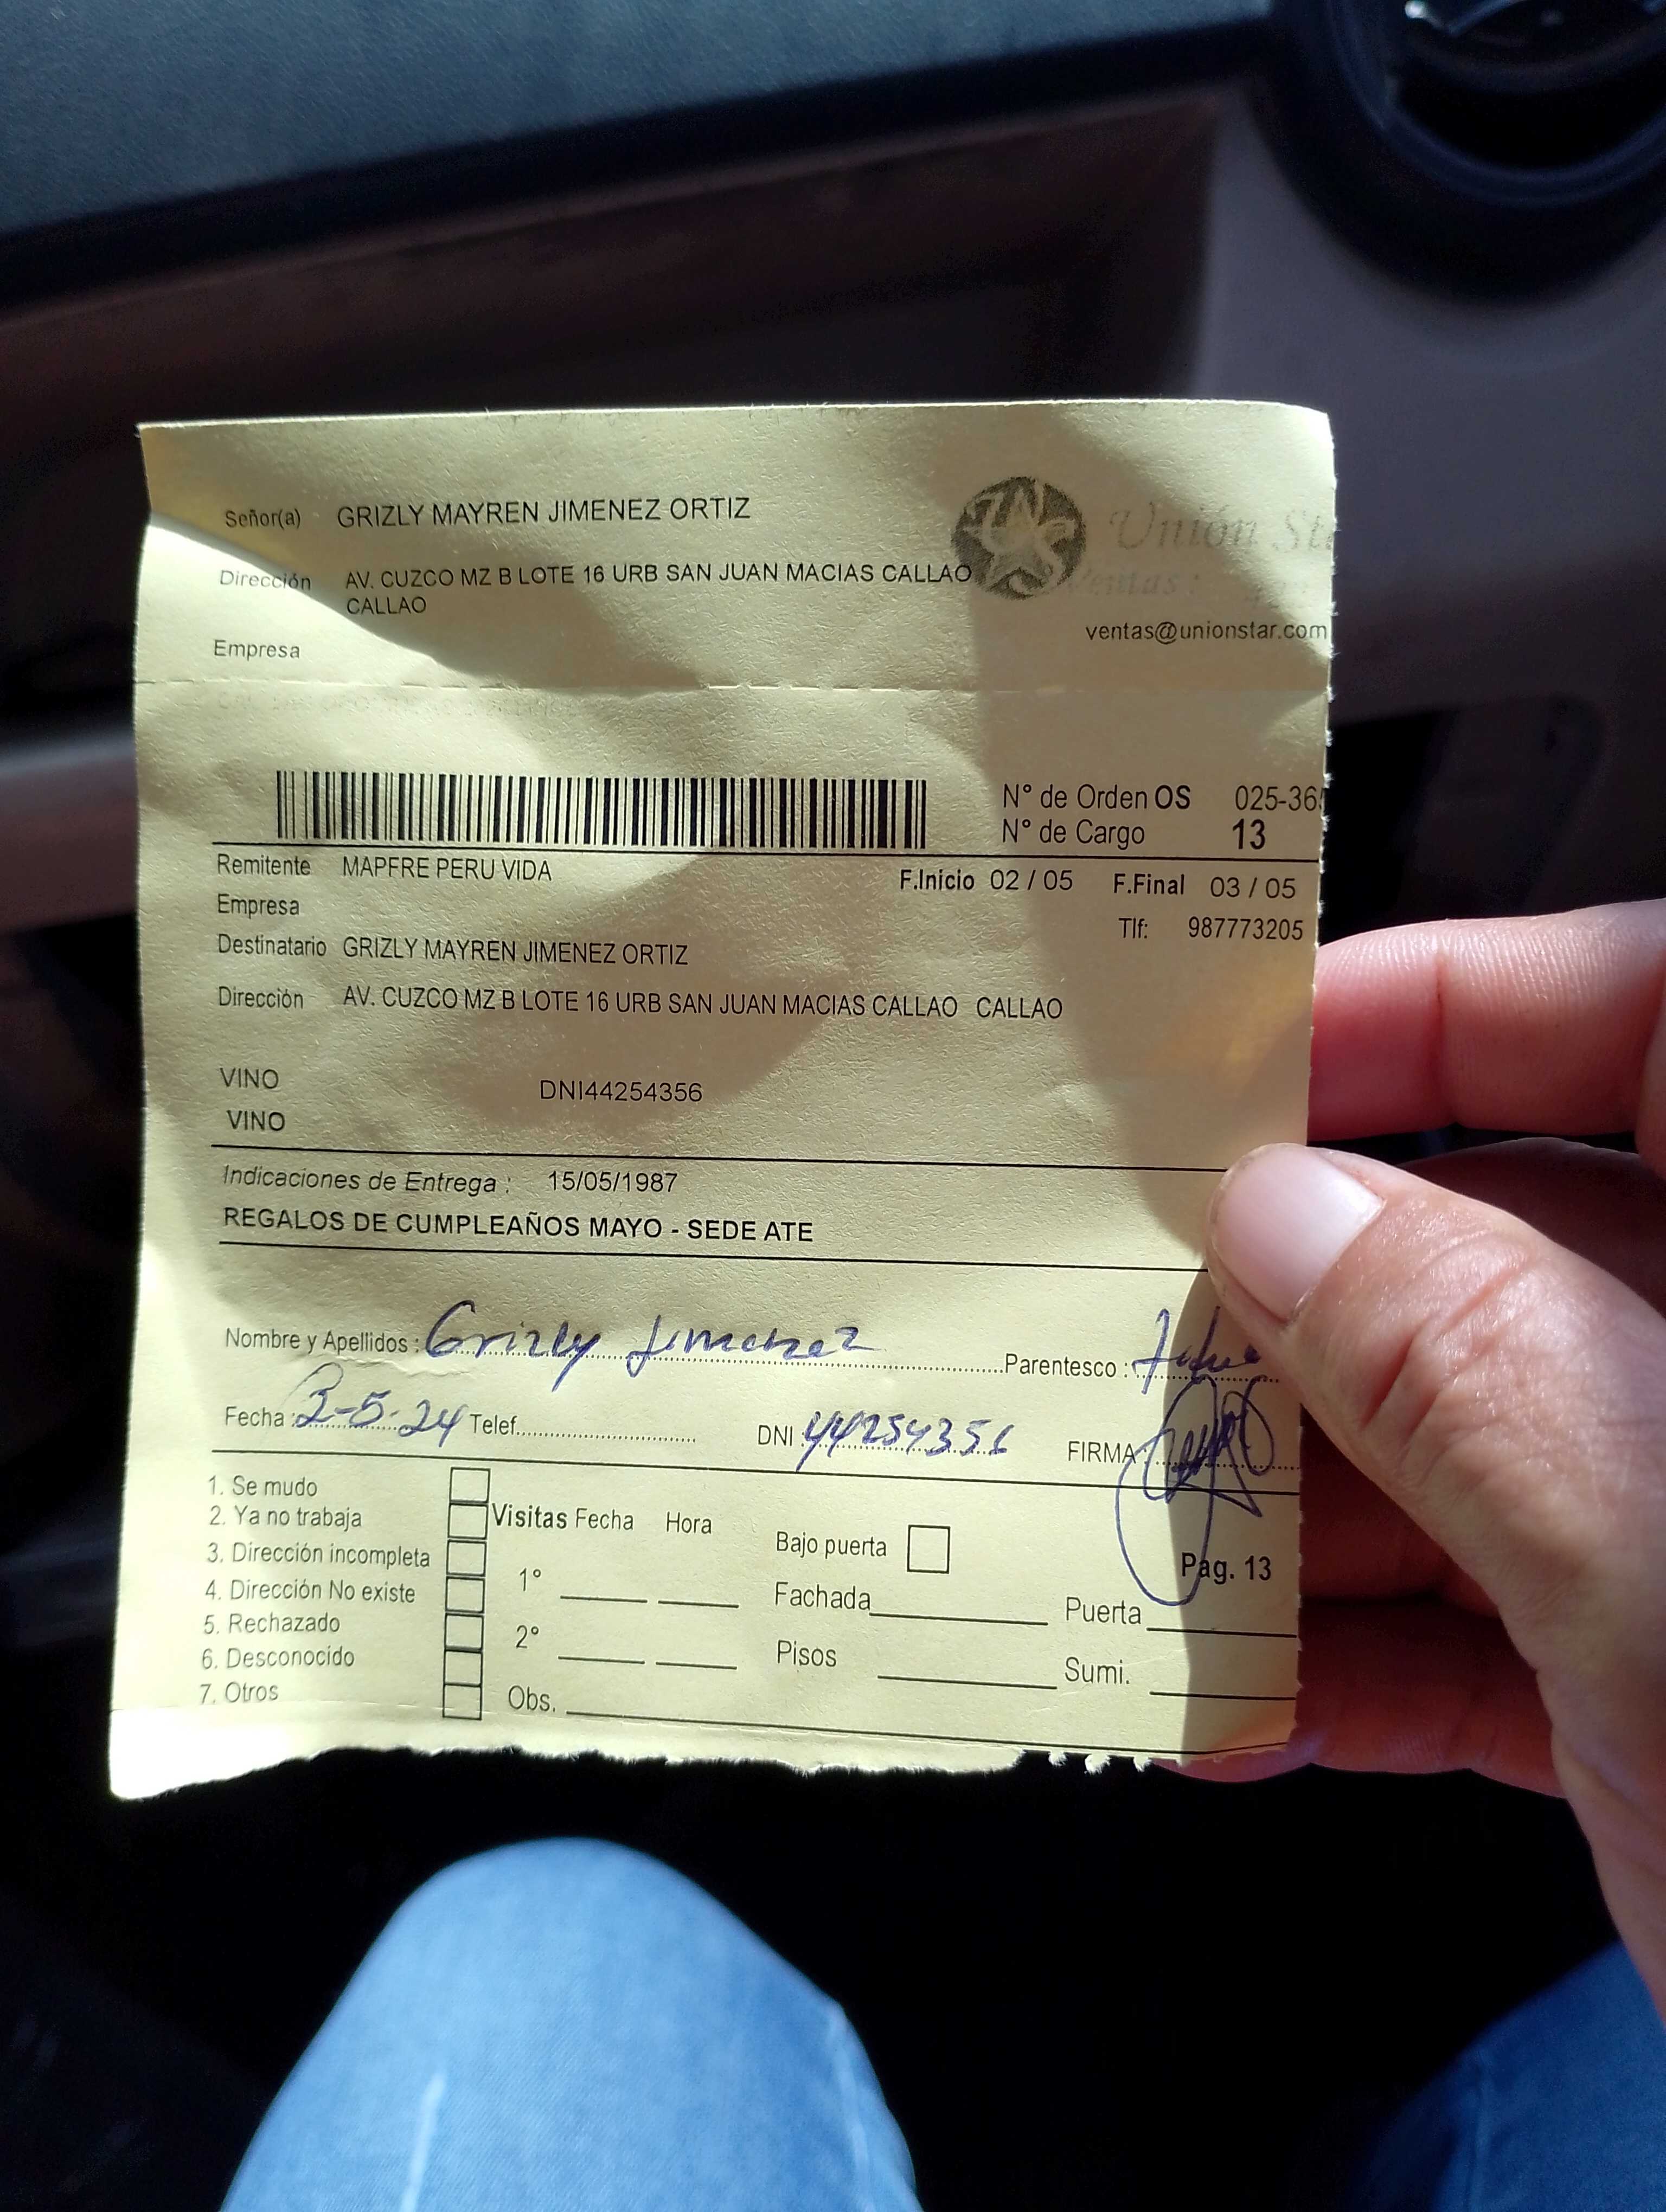 Señor(a) GRIZLY MAYREN JIMENEZ ORTIZ
Unión
Dirección AV. CUZCO MZ B LOTE 16 URB SAN JUAN MACIAS CALLAO
CALLAO
Ventas :
ventas@unionstar.com
Empresa
N° de Orden OS 025-36
N° de Cargo 13
Remitente MAPFRE PERU VIDA
F.Inicio 02 / 05 F.Final 03 / 05
Empresa
Tlf: 987773205
Destinatario GRIZLY MAYREN JIMENEZ ORTIZ
Dirección AV. CUZCO MZ B LOTE 16 URB SAN JUAN MACIAS CALLAO CALLAO
VINO DNI44254356
VINO
Indicaciones de Entrega : 15/05/1987
REGALOS DE CUMPLEAÑOS MAYO - SEDE ATE
Nombre y Apellidos : Grizly Jimenez Parentesco :
Fecha : 2-5-24 Telef. DNI 44254356 FIRMA :
1. Se mudo
2. Ya no trabaja
3. Dirección incompleta
4. Dirección No existe
5. Rechazado
6. Desconocido
7. Otros
Visitas Fecha Hora
1°
2°
Obs.
Bajo puerta
Fachada
Pisos
Pag. 13
Puerta
Sumi.